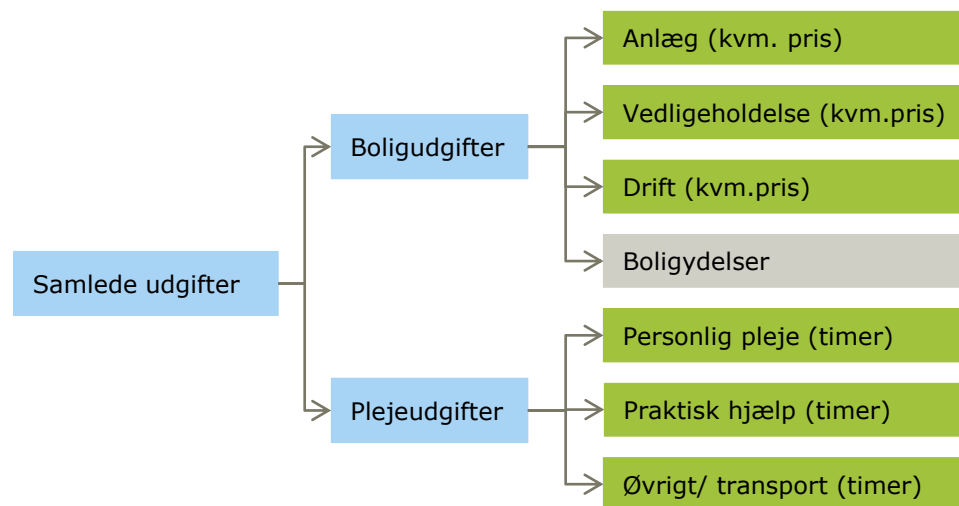 Samlede udgifter
Boligudgifter
Anlæg (kvm. pris)
Vedligeholdelse (kvm.pris)
Drift (kvm.pris)
Boligydelser
Plejeudgifter
Personlig pleje (timer)
Praktisk hjælp (timer)
Øvrigt/ transport (timer)